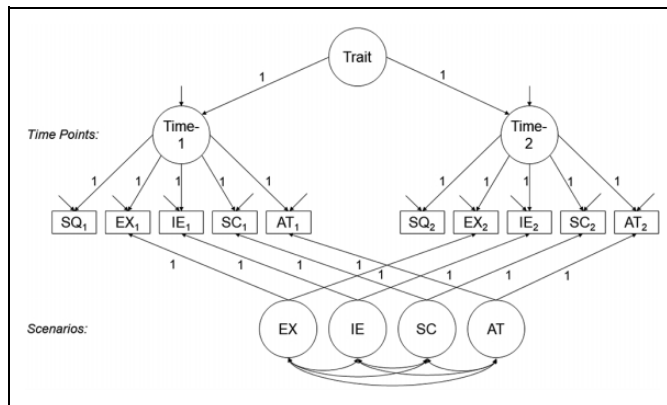 Trait
1 1
Time Points:
Time-
1
Time-
2
1 1 1 1 1
1 1 1 1 1
SQ₁ EX₁ IE₁ SC₁ AT₁
SQ₂ EX₂ IE₂ SC₂ AT₂
1 1 1 1 1 1 1 1
Scenarios:
EX IE SC AT